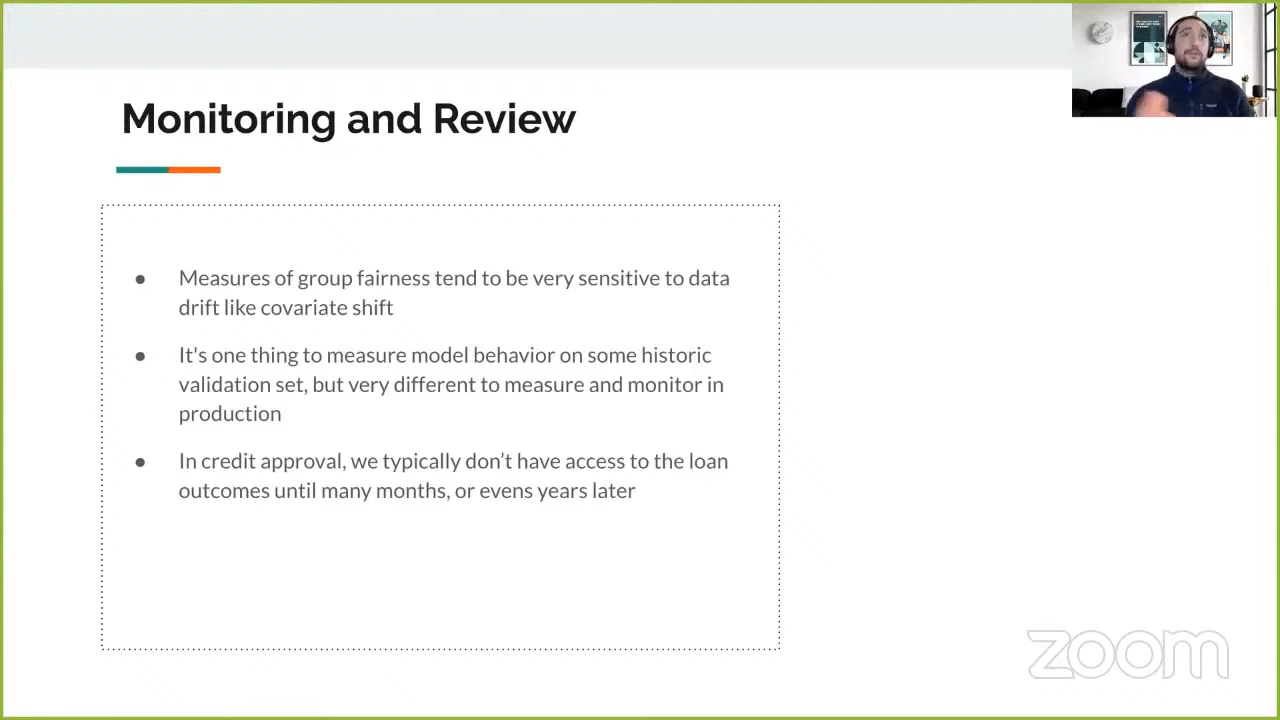 Monitoring and Review
● Measures of group fairness tend to be very sensitive to data
drift like covariate shift
● It's one thing to measure model behavior on some historic
validation set, but very different to measure and monitor in
production
● In credit approval, we typically don’t have access to the loan
outcomes until many months, or evens years later
zoom